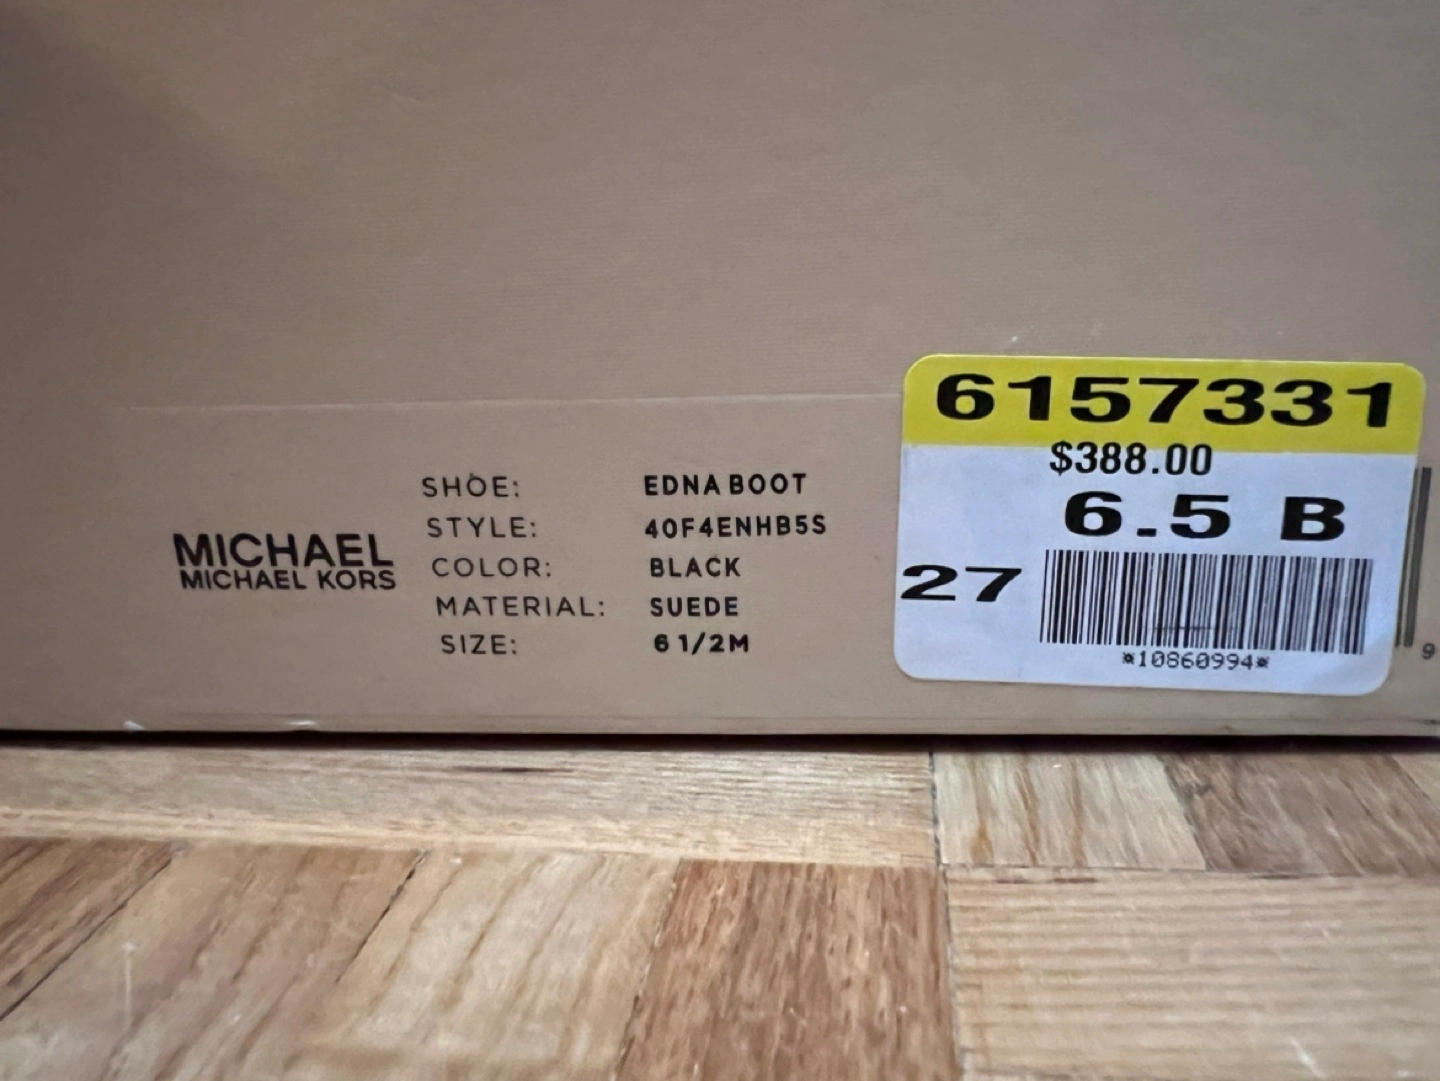 MICHAEL
MICHAEL KORS
SHOE: EDNA BOOT
STYLE: 40F4ENHB5S
COLOR: BLACK
MATERIAL: SUEDE
SIZE: 6 1/2M
6157331
$388.00
6.5 B
27
*10860994*
9